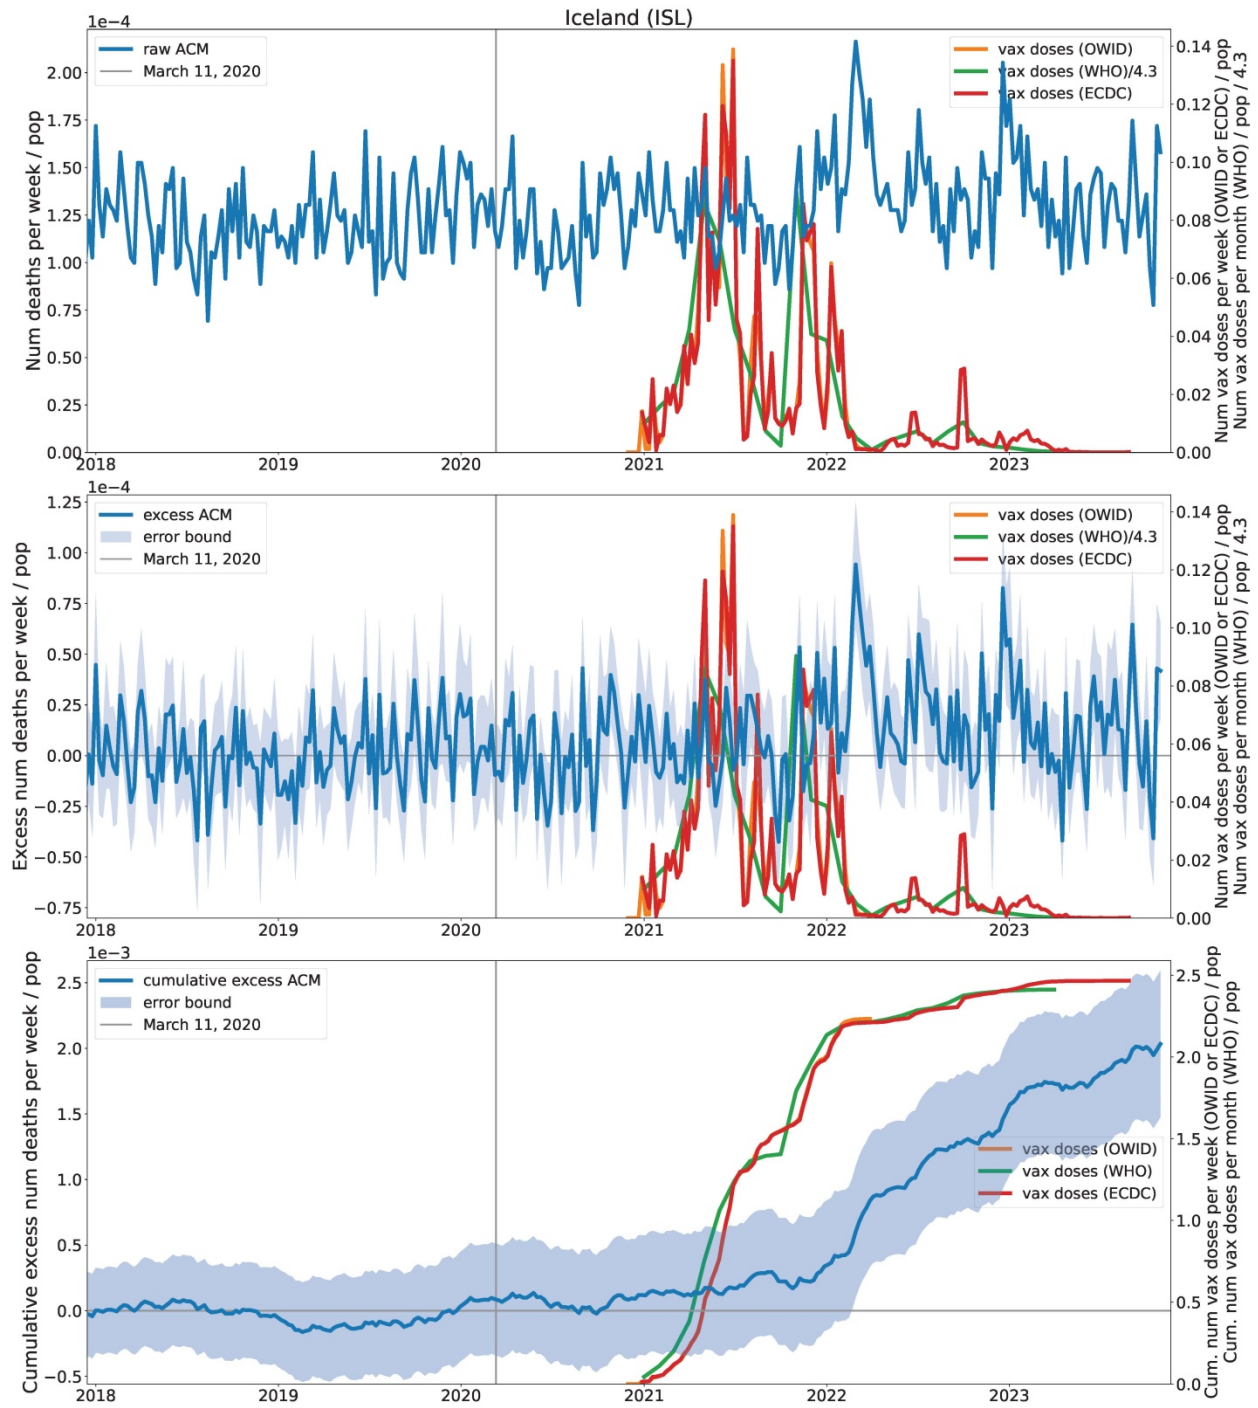 Iceland (ISL)
1e−4
raw ACM
March 11, 2020
vax doses (OWID)
vax doses (WHO)/4.3
vax doses (ECDC)
Num deaths per week / pop
2.00
1.75
1.50
1.25
1.00
0.75
0.50
0.25
0.00
0.14
0.12
0.10
0.08
0.06
0.04
0.02
0.00
Num vax doses per week (OWID or ECDC) / pop
Num vax doses per month (WHO) / pop / 4.3
2018 2019 2020 2021 2022 2023
1e−4
excess ACM
error bound
March 11, 2020
vax doses (OWID)
vax doses (WHO)/4.3
vax doses (ECDC)
Excess num deaths per week / pop
1.25
1.00
0.75
0.50
0.25
0.00
−0.25
−0.50
−0.75
0.14
0.12
0.10
0.08
0.06
0.04
0.02
0.00
Num vax doses per week (OWID or ECDC) / pop
Num vax doses per month (WHO) / pop / 4.3
2018 2019 2020 2021 2022 2023
1e−3
cumulative excess ACM
error bound
March 11, 2020
Cumulative excess num deaths per week / pop
2.5
2.0
1.5
1.0
0.5
0.0
−0.5
vax doses (OWID)
vax doses (WHO)
vax doses (ECDC)
2.5
2.0
1.5
1.0
0.5
0.0
Cum. num vax doses per week (OWID or ECDC) / pop
Cum. num vax doses per month (WHO) / pop
2018 2019 2020 2021 2022 2023